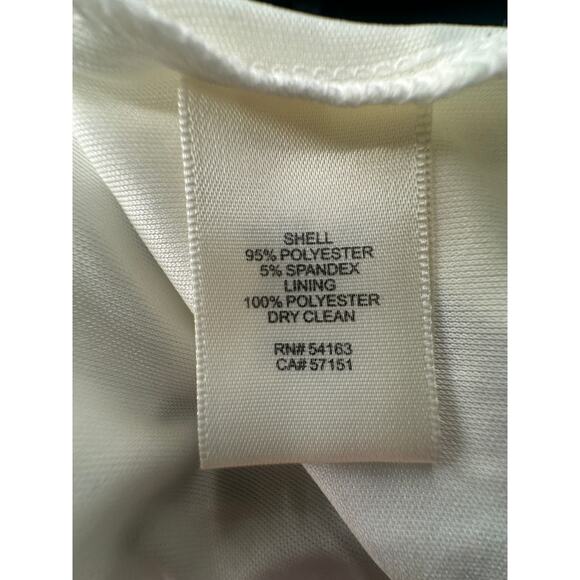 SHELL
95% POLYESTER
5% SPANDEX
LINING
100% POLYESTER
DRY CLEAN
RN# 54163
CA# 57151